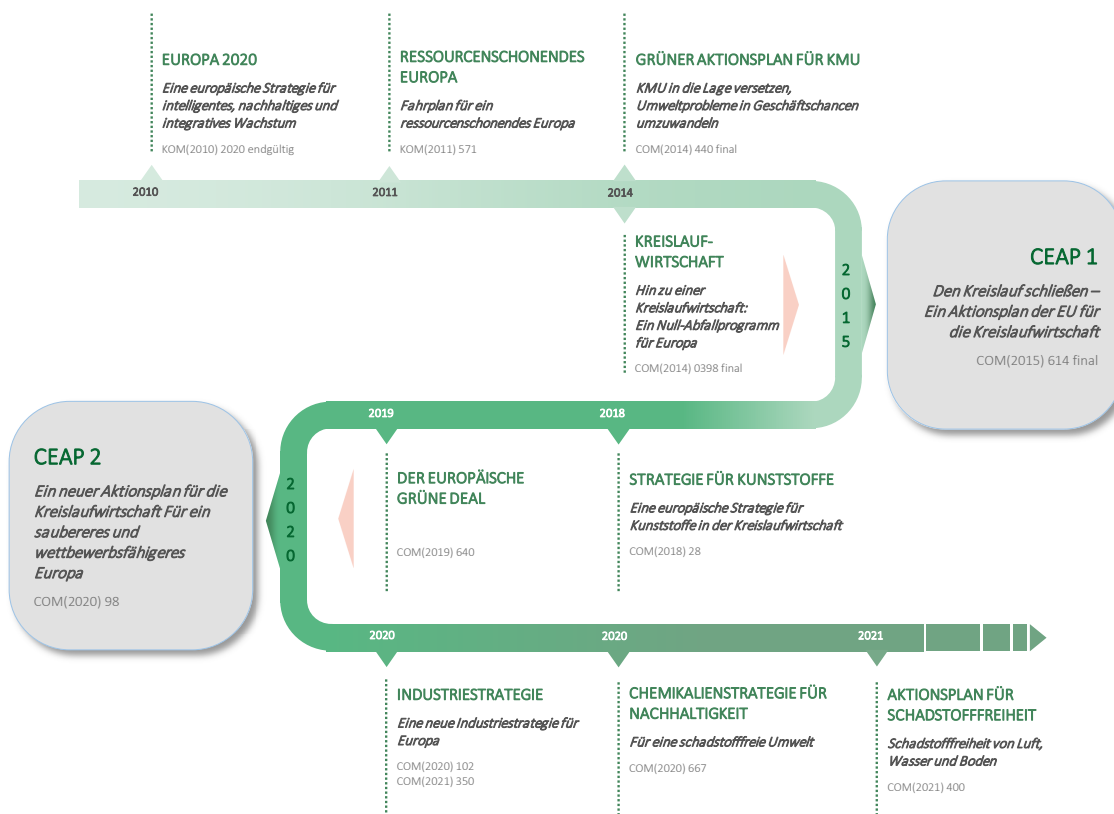 EUROPA 2020
Eine europäische Strategie für
intelligentes, nachhaltiges und
integratives Wachstum
KOM(2010) 2020 endgültig
RESSOURCENSCHONENDES
EUROPA
Fahrplan für ein
ressourcenschonendes Europa
KOM(2011) 571
GRÜNER AKTIONSPLAN FÜR KMU
KMU in die Lage versetzen,
Umweltprobleme in Geschäftschancen
umzuwandeln
COM(2014) 440 final
2010
2011
2014
KREISLAUF-
WIRTSCHAFT
Hin zu einer
Kreislaufwirtschaft:
Ein Null-Abfallprogramm
für Europa
COM(2014) 0398 final
2015
CEAP 1
Den Kreislauf schließen –
Ein Aktionsplan der EU für
die Kreislaufwirtschaft
COM(2015) 614 final
2019
2018
CEAP 2
Ein neuer Aktionsplan für die
Kreislaufwirtschaft Für ein
saubereres und
wettbewerbsfähigeres
Europa
COM(2020) 98
2020
DER EUROPÄISCHE
GRÜNE DEAL
COM(2019) 640
STRATEGIE FÜR KUNSTSTOFFE
Eine europäische Strategie für
Kunststoffe in der Kreislaufwirtschaft
COM(2018) 28
2020
2020
2021
INDUSTRIESTRATEGIE
Eine neue Industriestrategie für
Europa
COM(2020) 102
COM(2021) 350
CHEMIKALIENSTRATEGIE FÜR
NACHHALTIGKEIT
Für eine schadstofffreie Umwelt
COM(2020) 667
AKTIONSPLAN FÜR
SCHADSTOFFFREIHEIT
Schadstofffreiheit von Luft,
Wasser und Boden
COM(2021) 400